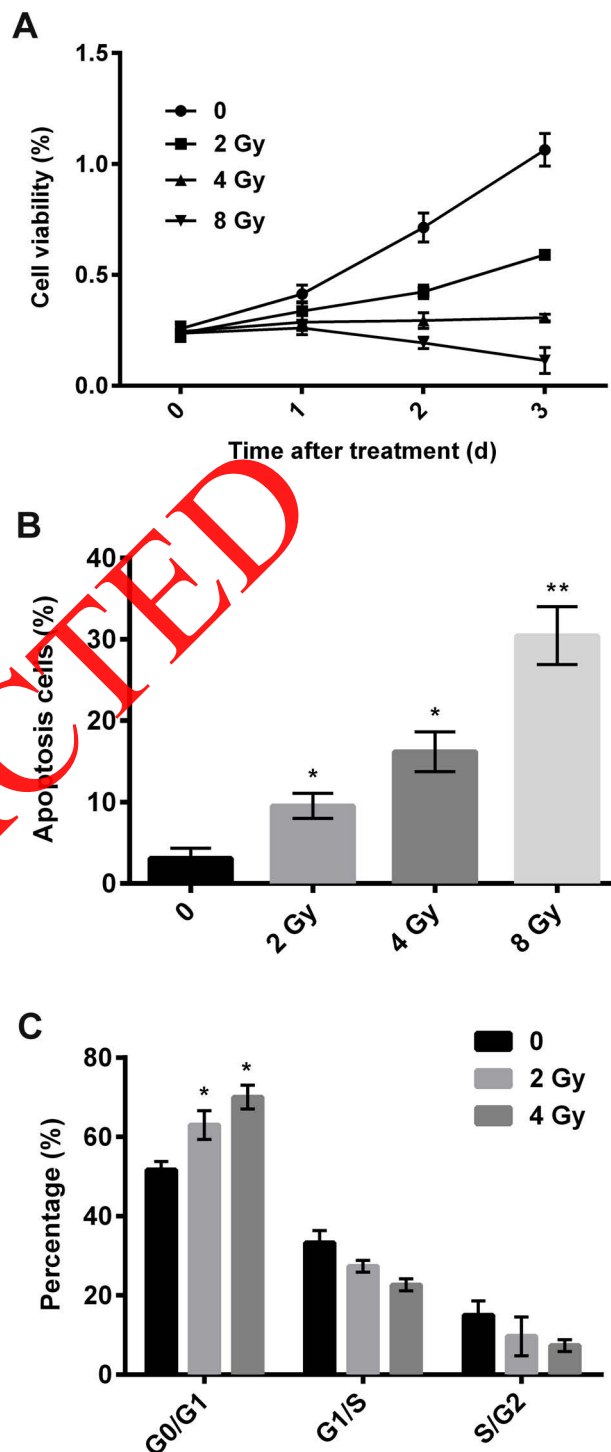 A
1.5
1.0
0.5
0.0
Cell viability (%)
0
2 Gy
4 Gy
8 Gy
0
1
2
3
Time after treatment (d)
B
40
30
20
10
0
Apoptosis cells (%)
*
*
**
0
2 Gy
4 Gy
8 Gy
CTED
C
80
60
40
20
0
Percentage (%)
*
*
0
2 Gy
4 Gy
G0/G1
G1/S
S/G2